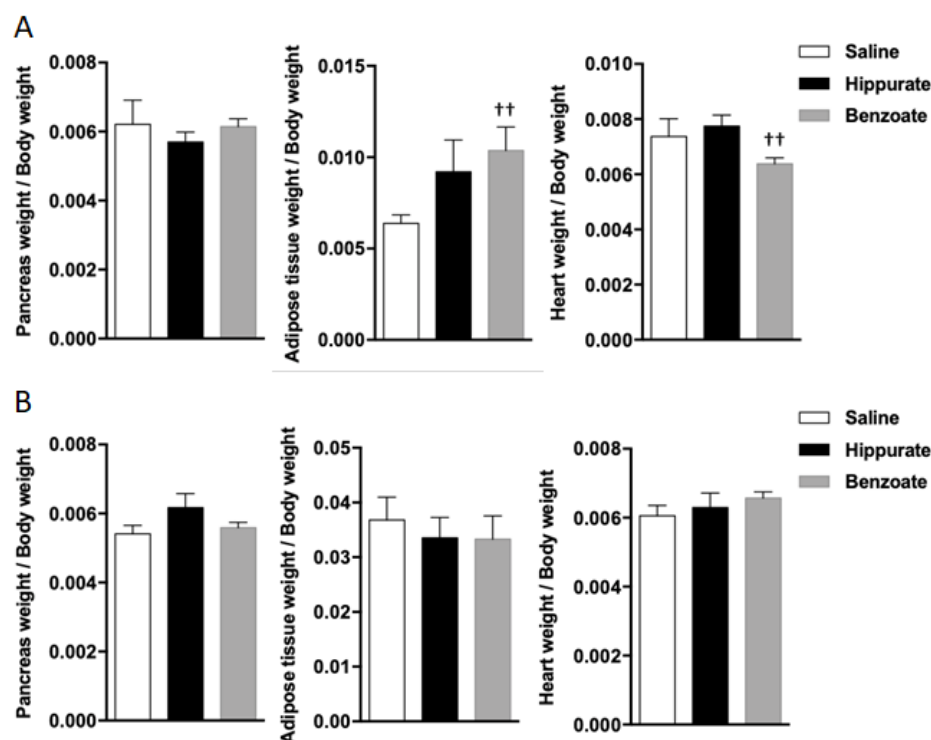 A
Pancreas weight / Body weight
0.008
0.006
0.004
0.002
0.000
Adipose tissue weight / Body weight
0.015
0.010
0.005
0.000
††
Heart weight / Body weight
0.010
0.008
0.006
0.004
0.002
0.000
††
Saline
Hippurate
Benzoate
B
Pancreas weight / Body weight
0.008
0.006
0.004
0.002
0.000
Adipose tissue weight / Body weight
0.05
0.04
0.03
0.02
0.01
0.00
Heart weight / Body weight
0.008
0.006
0.004
0.002
0.000
Saline
Hippurate
Benzoate